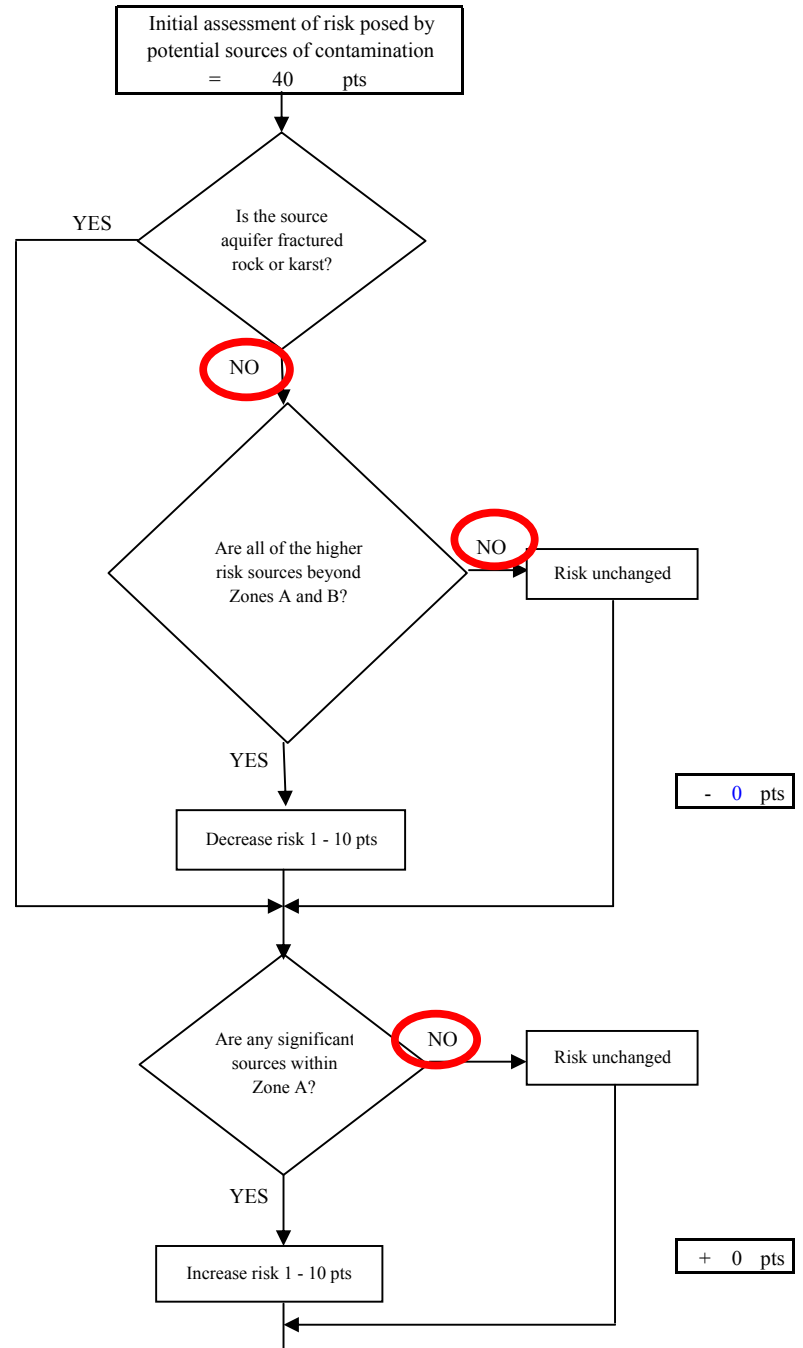 Initial assessment of risk posed by
potential sources of contamination
= 40 pts
YES
Is the source
aquifer fractured
rock or karst?
NO
Are all of the higher
risk sources beyond
Zones A and B?
NO
Risk unchanged
YES
- 0 pts
Decrease risk 1 - 10 pts
Are any significant
sources within
Zone A?
NO
Risk unchanged
YES
+ 0 pts
Increase risk 1 - 10 pts